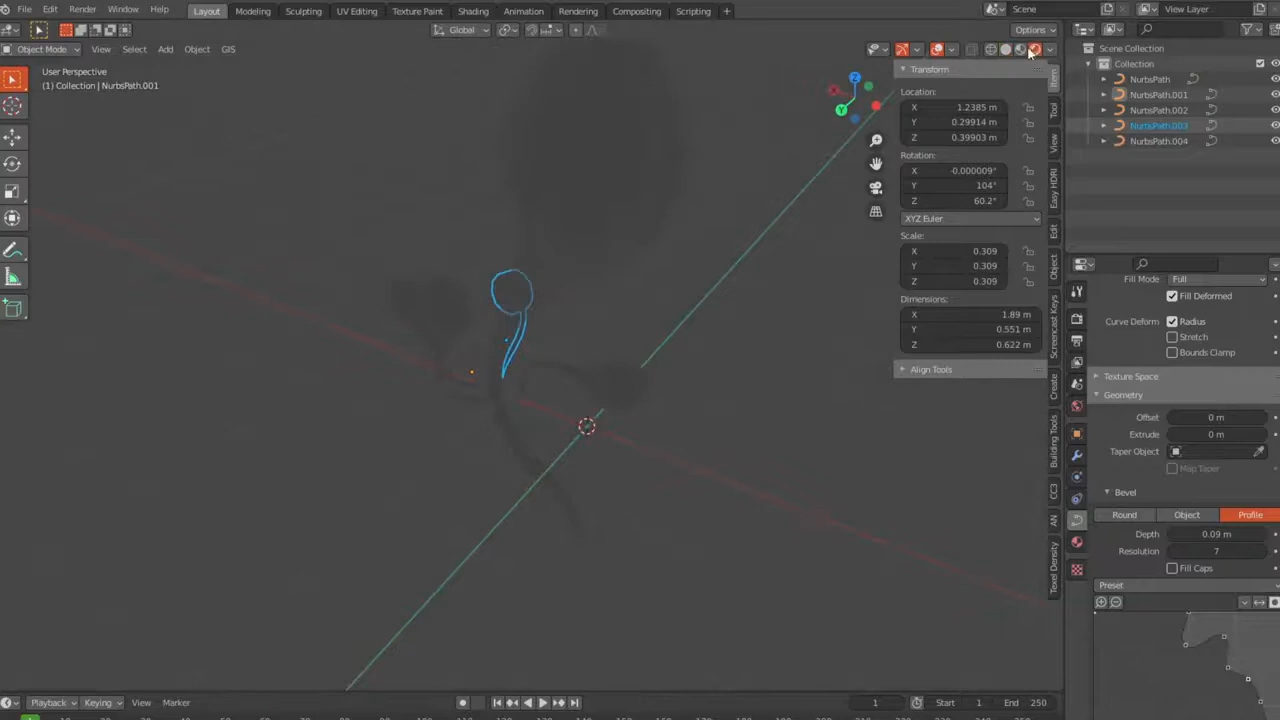 File Edit Render Window Help
Layout Modeling Sculpting UV Editing Texture Paint Shading Animation Rendering Compositing Scripting +
Scene
View Layer
Global
Options
Object Mode View Select Add Object GIS
User Perspective
(1) Collection | NurbsPath.001
Z
X
Y
Transform
Location:
X 1.2385 m
Y 0.29914 m
Z 0.39903 m
Rotation:
X -0.000009°
Y 104°
Z 60.2°
XYZ Euler
Scale:
X 0.309
Y 0.309
Z 0.309
Dimensions:
X 1.89 m
Y 0.551 m
Z 0.622 m
Align Tools
Item
Tool
View
Easy HDRI
Edit
Object
Screencast Keys
Create
Building Tools
CC3
AN
Texel Density
Scene Collection
Collection
NurbsPath
NurbsPath.001
NurbsPath.002
NurbsPath.003
NurbsPath.004
Fill Mode Full
Fill Deformed
Curve Deform Radius
Stretch
Bounds Clamp
Texture Space
Geometry
Offset 0 m
Extrude 0 m
Taper Object
Map Taper
Bevel
Round Object Profile
Depth 0.09 m
Resolution 7
Fill Caps
Preset
Playback Keying View Marker
1 Start 1 End 250
1